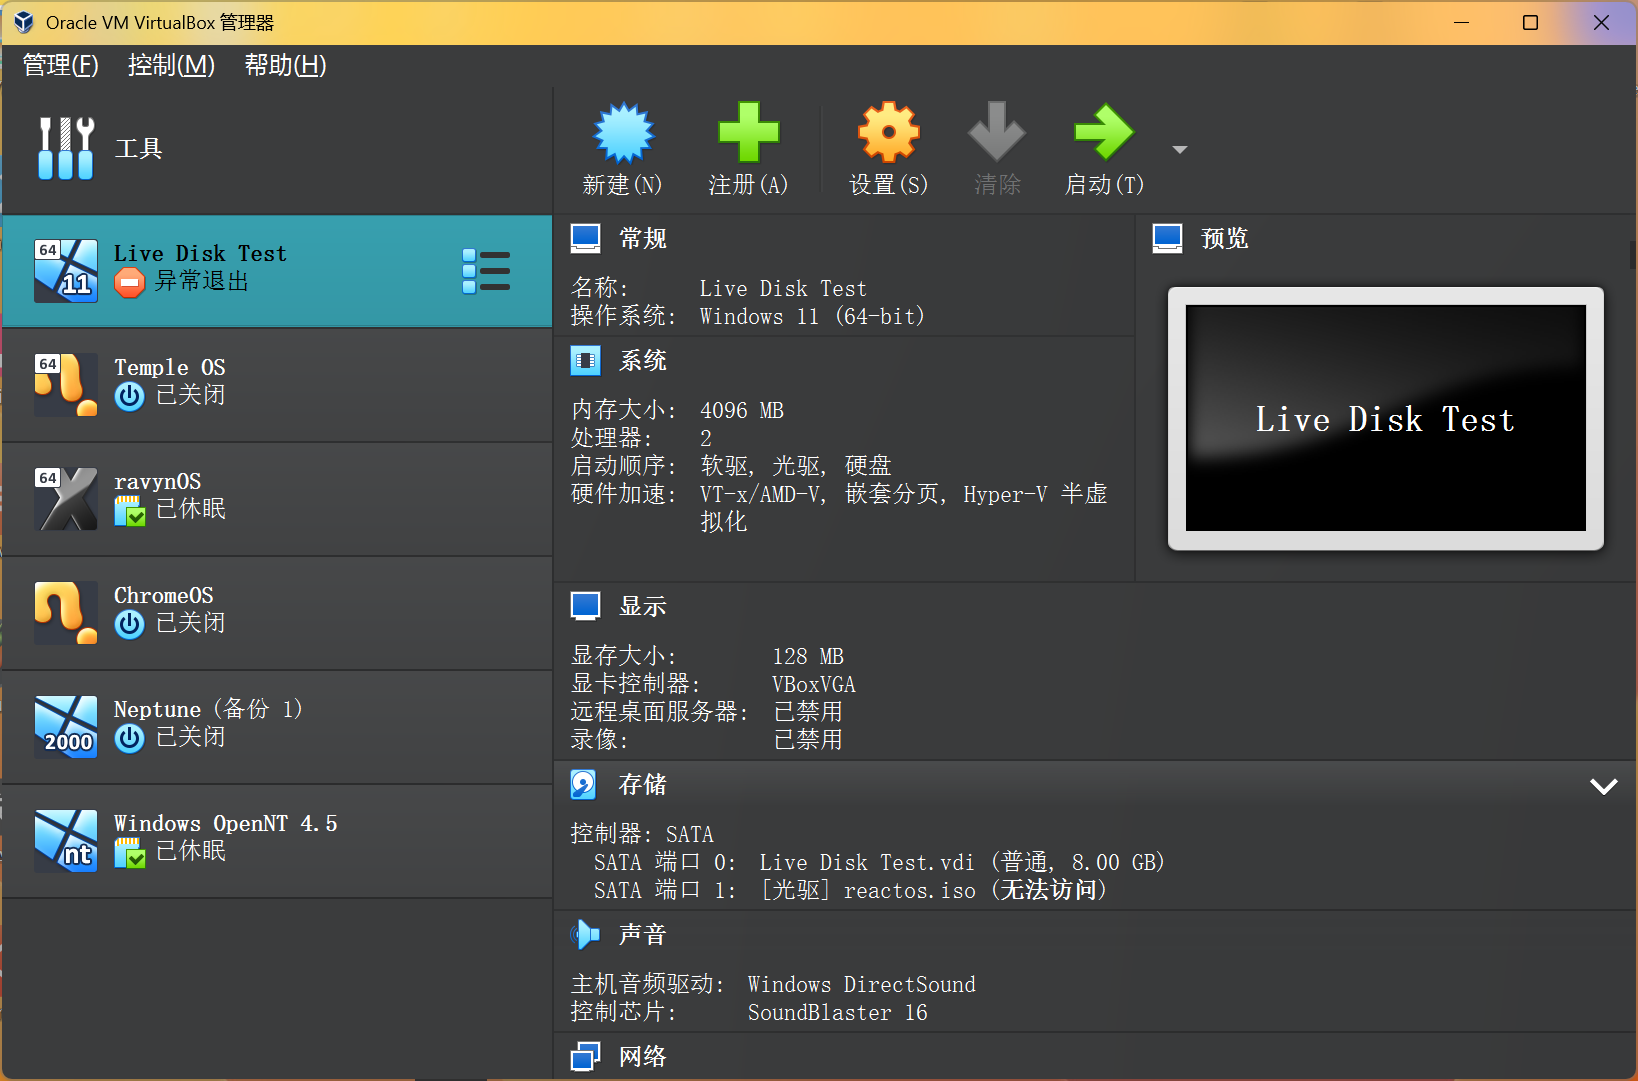 Oracle VM VirtualBox 管理器
管理(F) 控制(M) 帮助(H)
工具
新建(N) 注册(A) 设置(S) 清除 启动(T)
64
11
Live Disk Test
异常退出
64
Temple OS
已关闭
64
ravynOS
已休眠
ChromeOS
已关闭
2000
Neptune (备份 1)
已关闭
nt
Windows OpenNT 4.5
已休眠
常规
名称: Live Disk Test
操作系统: Windows 11 (64-bit)
系统
内存大小: 4096 MB
处理器: 2
启动顺序: 软驱, 光驱, 硬盘
硬件加速: VT-x/AMD-V, 嵌套分页, Hyper-V 半虚
拟化
预览
Live Disk Test
显示
显存大小: 128 MB
显卡控制器: VBoxVGA
远程桌面服务器: 已禁用
录像: 已禁用
存储
控制器: SATA
SATA 端口 0: Live Disk Test.vdi (普通, 8.00 GB)
SATA 端口 1: [光驱] reactos.iso (无法访问)
声音
主机音频驱动: Windows DirectSound
控制芯片: SoundBlaster 16
网络